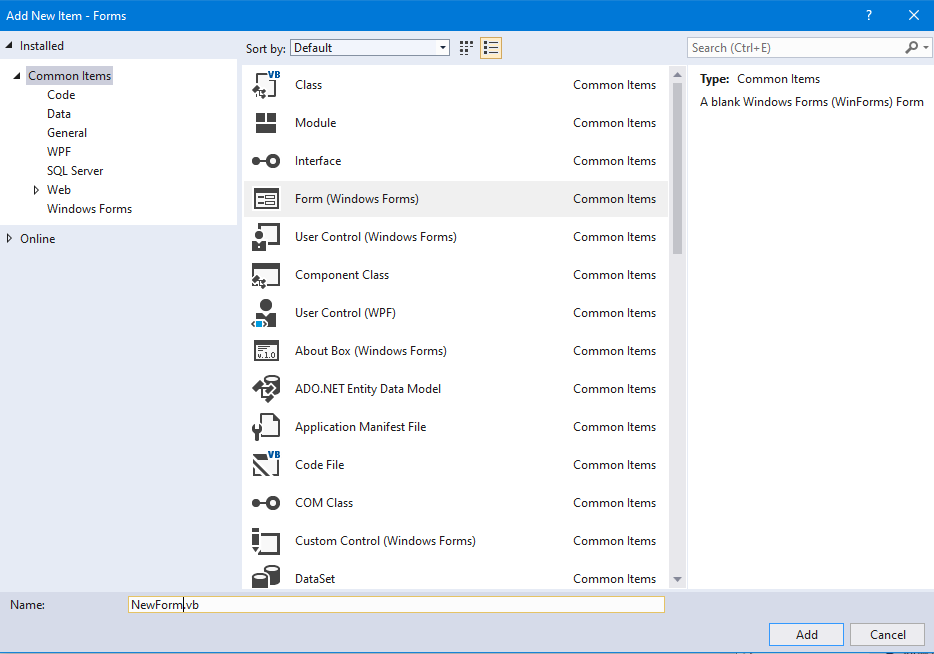 Add New Item - Forms
?
Installed
Sort by: Default
Search (Ctrl+E)
Common Items
Code
Data
General
WPF
SQL Server
Web
Windows Forms
Online
VB
Class Common Items
Module Common Items
Interface Common Items
Form (Windows Forms) Common Items
User Control (Windows Forms) Common Items
Component Class Common Items
User Control (WPF) Common Items
v.1.0
About Box (Windows Forms) Common Items
ADO.NET Entity Data Model Common Items
Application Manifest File Common Items
VB
Code File Common Items
COM Class Common Items
Custom Control (Windows Forms) Common Items
DataSet Common Items
Type: Common Items
A blank Windows Forms (WinForms) Form
Name: NewForm.vb
Add Cancel